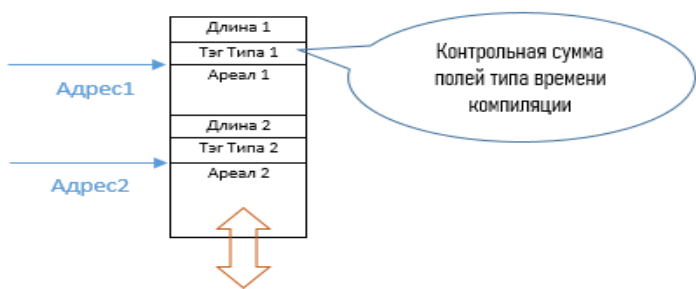 Длина 1
Тэг Типа 1
Ареал 1
Адрес1
Длина 2
Тэг Типа 2
Ареал 2
Адрес2
Контрольная сумма
полей типа времени
компиляции